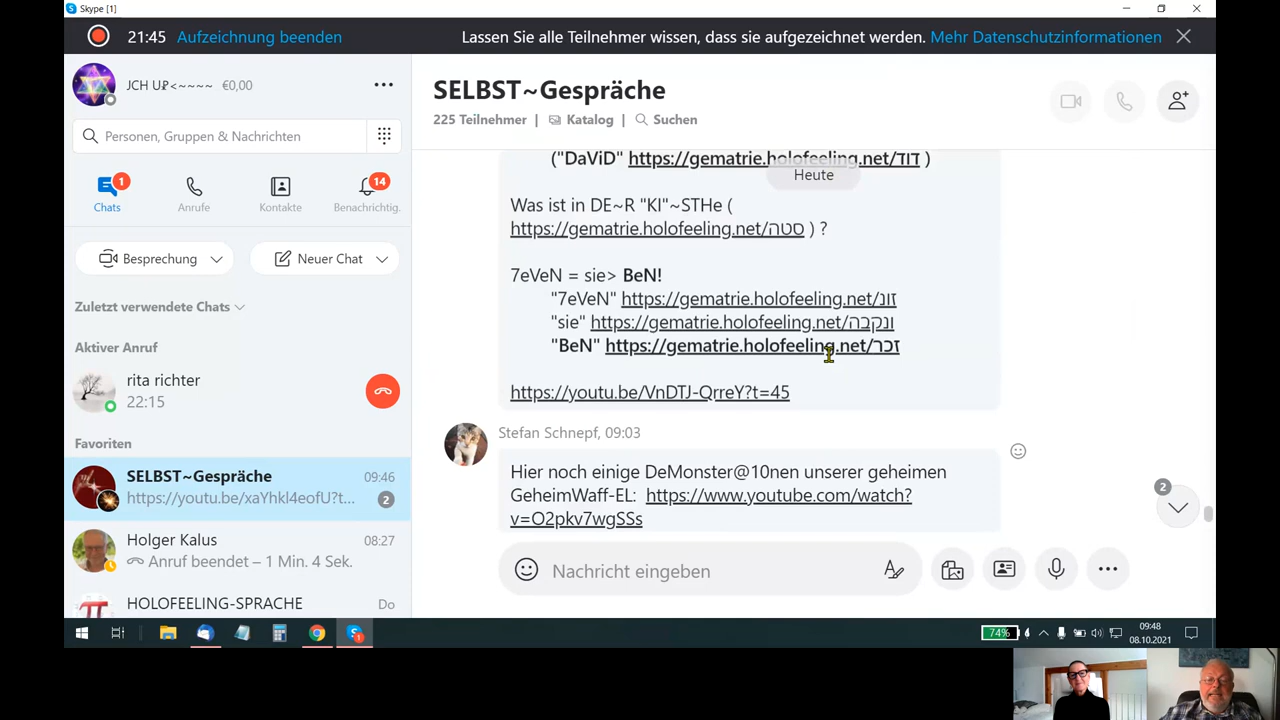 Skype [1]
21:45 Aufzeichnung beenden
Lassen Sie alle Teilnehmer wissen, dass sie aufgezeichnet werden. Mehr Datenschutzinformationen
€0,00
Personen, Gruppen & Nachrichten
1
14
Chats
Anrufe
Kontakte
Benachrichtig.
Besprechung
Neuer Chat
Zuletzt verwendete Chats
Aktiver Anruf
rita richter
22:15
Favoriten
SELBST~Gespräche
09:46
https://youtu.be/xaYhkl4eofU?t...
2
Holger Kalus
08:27
Anruf beendet – 1 Min. 4 Sek.
HOLOFEELING-SPRACHE
Do
SELBST~Gespräche
225 Teilnehmer | Katalog | Suchen
("DaViD" https://gematrie.holofeeling.net/דוד )
Heute
Was ist in DE~R "KI"~STHe (
https://gematrie.holofeeling.net/סטה ) ?
7eVeN = sie> BeN!
"7eVeN" https://gematrie.holofeeling.net/זונ
"sie" https://gematrie.holofeeling.net/ונקבה
"BeN" https://gematrie.holofeeling.net/זכר
https://youtu.be/VnDTJ-QrreY?t=45
Stefan Schnepf, 09:03
Hier noch einige DeMonster@10nen unserer geheimen
GeheimWaff-EL: https://www.youtube.com/watch?
v=O2pkv7wgSSs
2
Nachricht eingeben
74%
09:48
08.10.2021